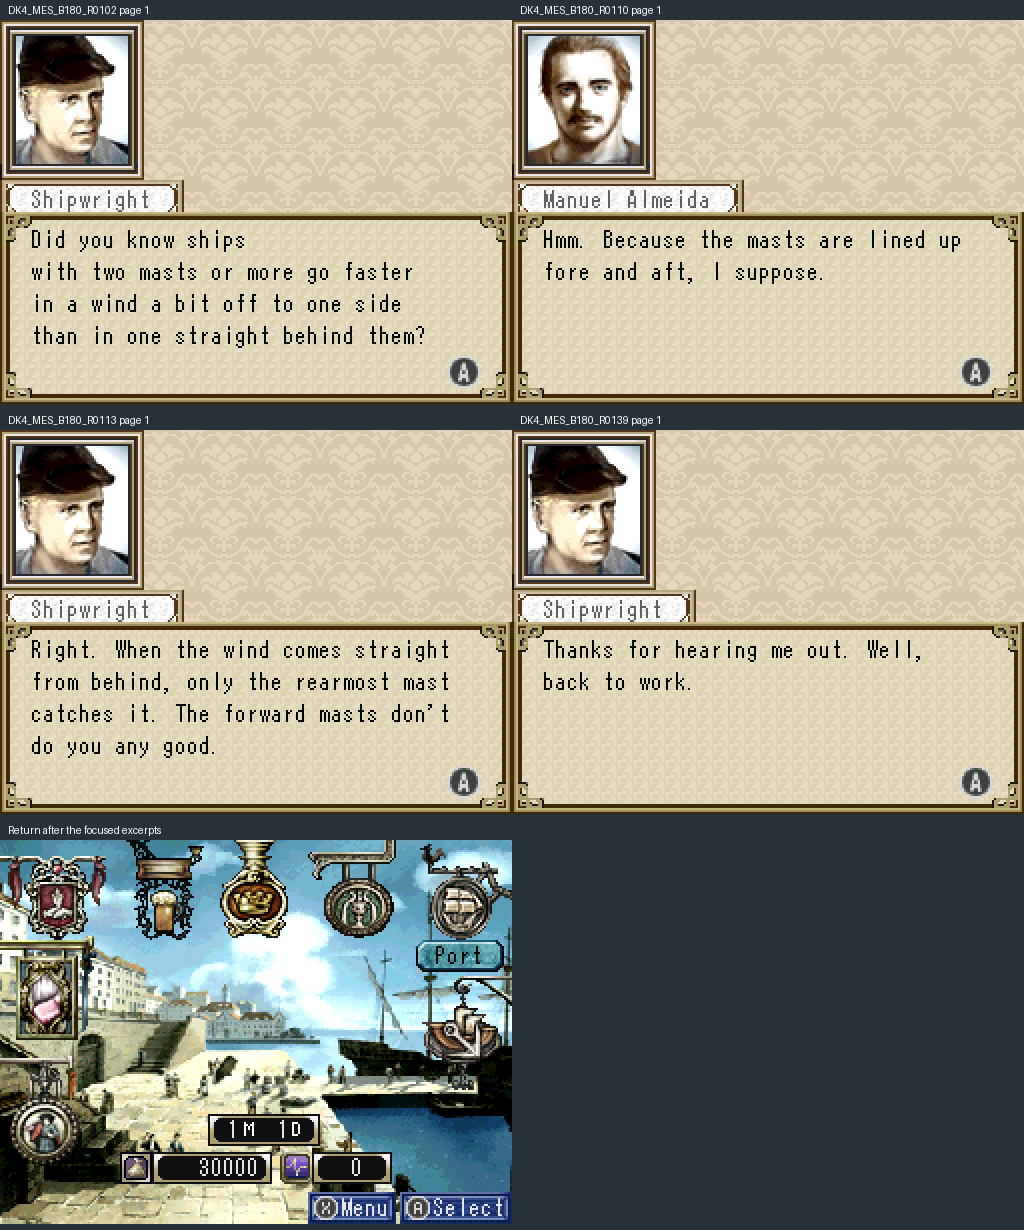 DK4_MES_B180_R0102 page 1
Shipwright
Did you know ships
with two masts or more go faster
in a wind a bit off to one side
than in one straight behind them?
A
DK4_MES_B180_R0110 page 1
Manuel Almeida
Hmm. Because the masts are lined up
fore and aft, I suppose.
A
DK4_MES_B180_R0113 page 1
Shipwright
Right. When the wind comes straight
from behind, only the rearmost mast
catches it. The forward masts don't
do you any good.
A
DK4_MES_B180_R0139 page 1
Shipwright
Thanks for hearing me out. Well,
back to work.
A
Return after the focused excerpts
Port
1M 1D
30000 0
X Menu A Select